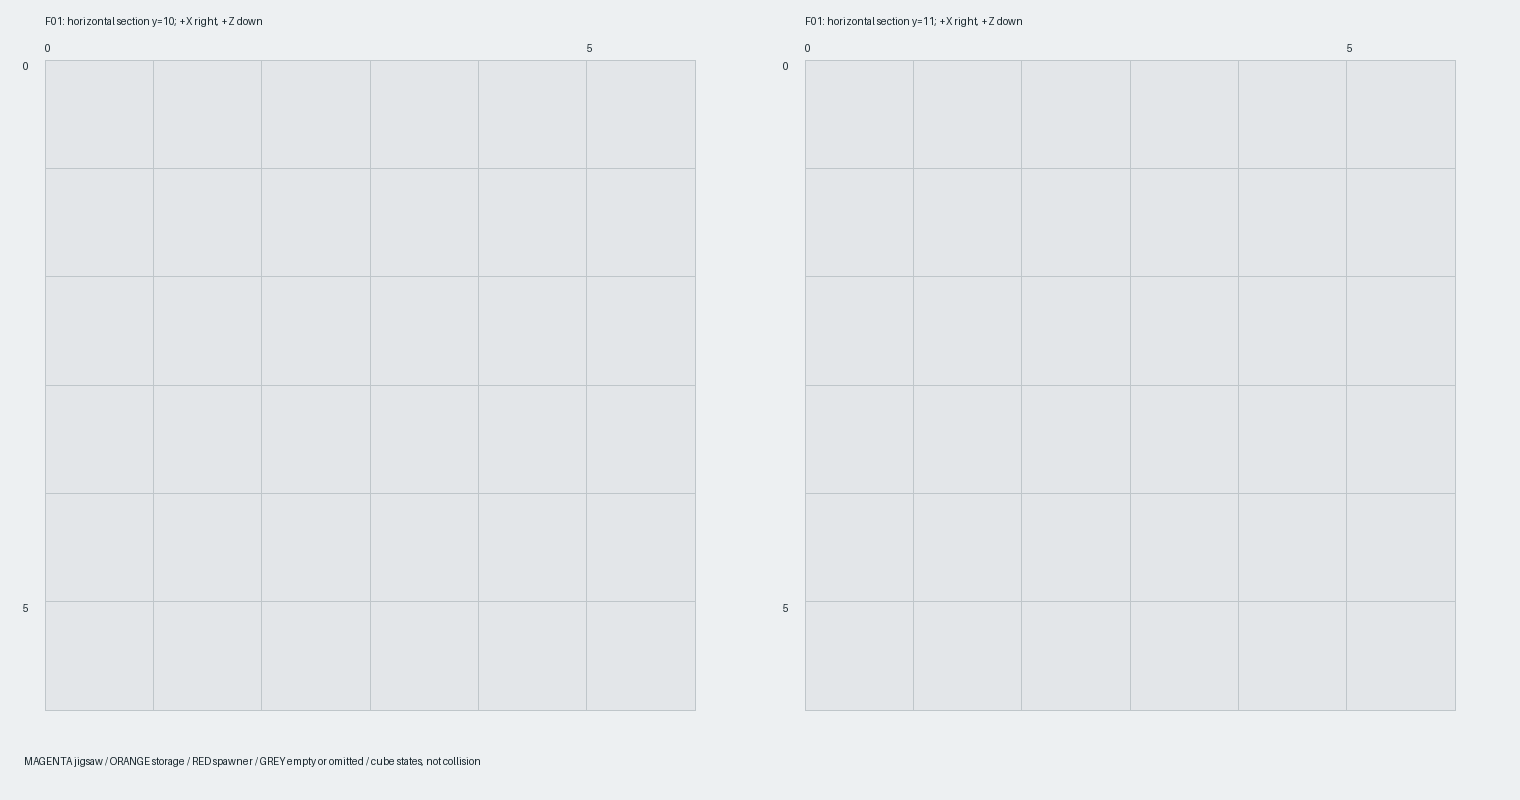 F01: horizontal section y=10; +X right, +Z down
F01: horizontal section y=11; +X right, +Z down
0 5
0 5
0
0
5
5
MAGENTA jigsaw / ORANGE storage / RED spawner / GREY empty or omitted / cube states, not collision